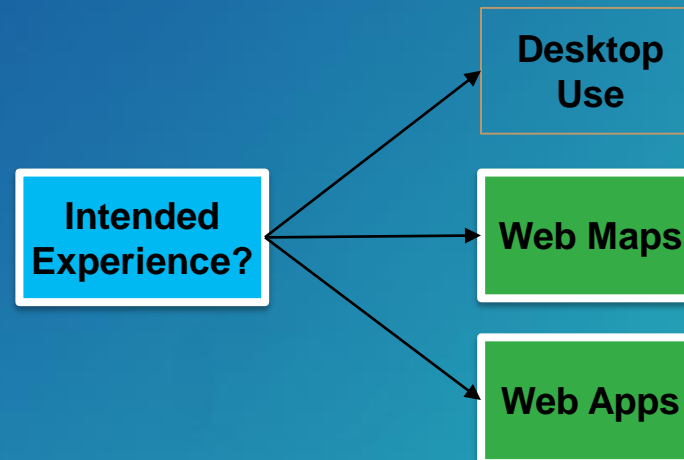 Desktop
Use
Intended
Experience?
Web Maps
Web Apps